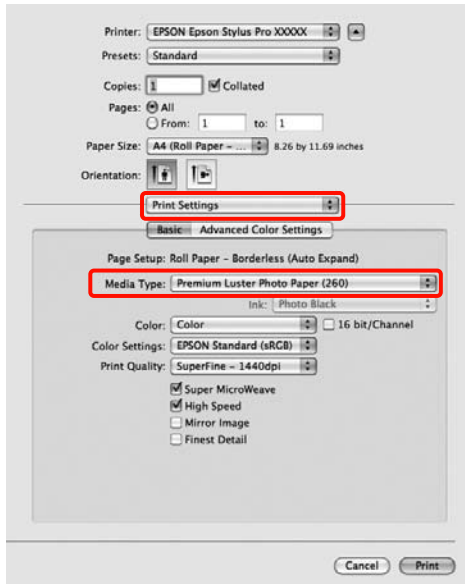 Printer: EPSON Epson Stylus Pro XXXXX
Presets: Standard
Copies: 1 Collated
Pages: All
From: 1 to: 1
Paper Size: A4 (Roll Paper - ... 8.26 by 11.69 inches
Orientation:
Print Settings
Basic Advanced Color Settings
Page Setup: Roll Paper - Borderless (Auto Expand)
Media Type: Premium Luster Photo Paper (260)
Ink: Photo Black
Color: Color 16 bit/Channel
Color Settings: EPSON Standard (sRGB)
Print Quality: SuperFine - 1440dpi
Super MicroWeave
High Speed
Mirror Image
Finest Detail
Cancel Print